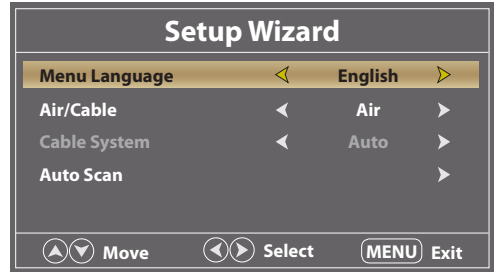 Setup Wizard
Menu Language English
Air/Cable Air
Cable System Auto
Auto Scan
Move Select MENU Exit